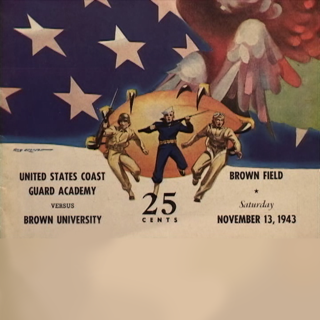 UNITED STATES COAST
GUARD ACADEMY
VERSUS
BROWN UNIVERSITY
25
CENTS
BROWN FIELD
Saturday
NOVEMBER 13, 1943